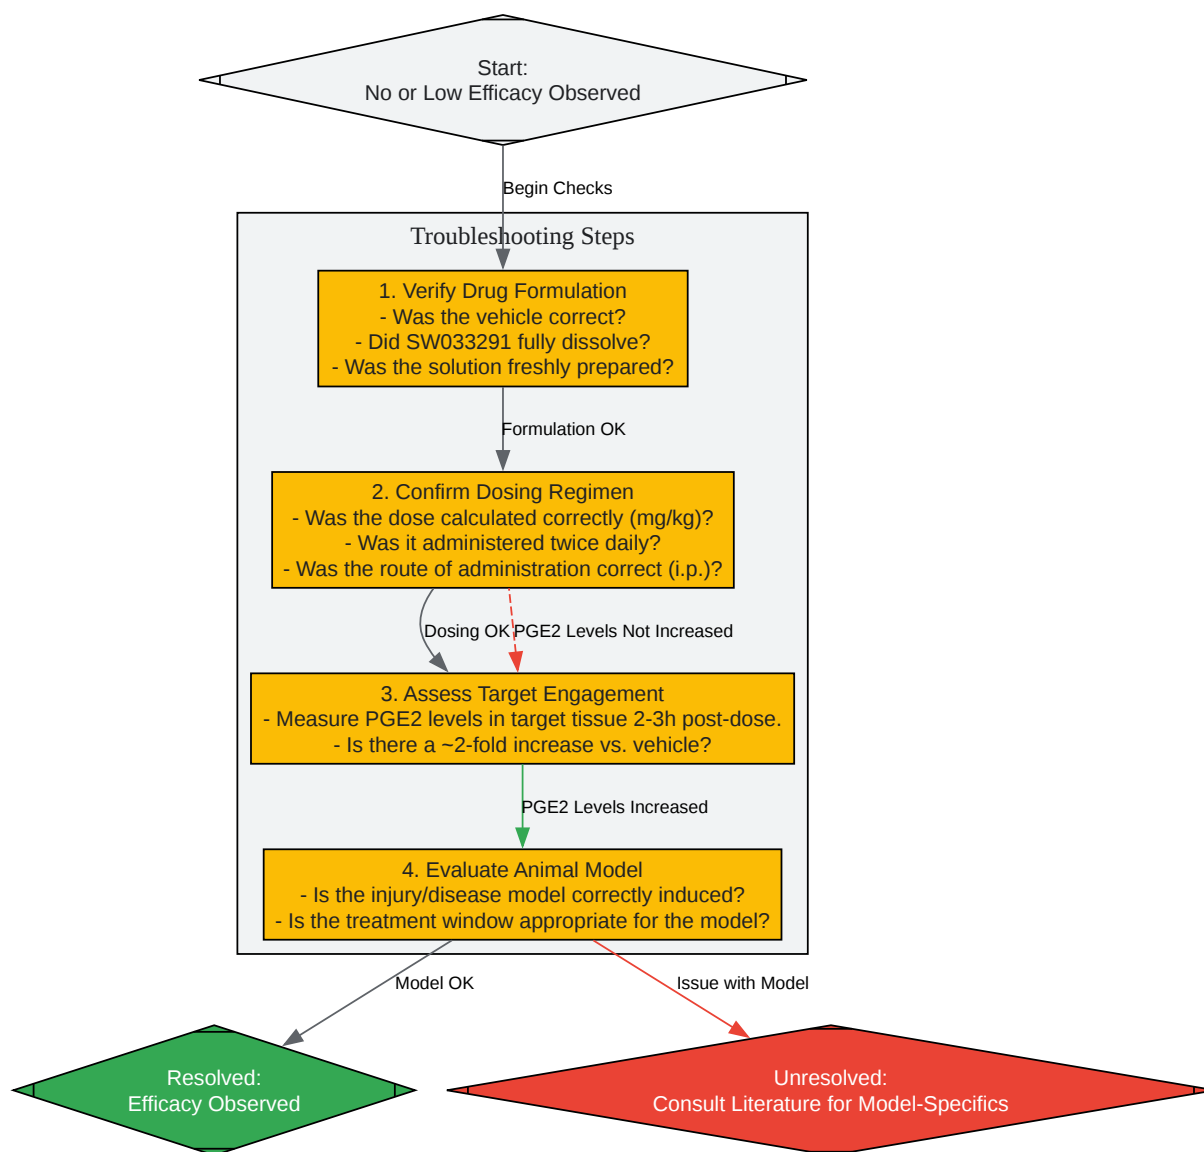 Start:
No or Low Efficacy Observed
Begin Checks
Troubleshooting Steps
1. Verify Drug Formulation
- Was the vehicle correct?
- Did SW033291 fully dissolve?
- Was the solution freshly prepared?
Formulation OK
2. Confirm Dosing Regimen
- Was the dose calculated correctly (mg/kg)?
- Was it administered twice daily?
- Was the route of administration correct (i.p.)?
Dosing OK
PGE2 Levels Not Increased
3. Assess Target Engagement
- Measure PGE2 levels in target tissue 2-3h post-dose.
- Is there a ~2-fold increase vs. vehicle?
PGE2 Levels Increased
4. Evaluate Animal Model
- Is the injury/disease model correctly induced?
- Is the treatment window appropriate for the model?
Model OK
Issue with Model
Resolved:
Efficacy Observed
Unresolved:
Consult Literature for Model-Specifics